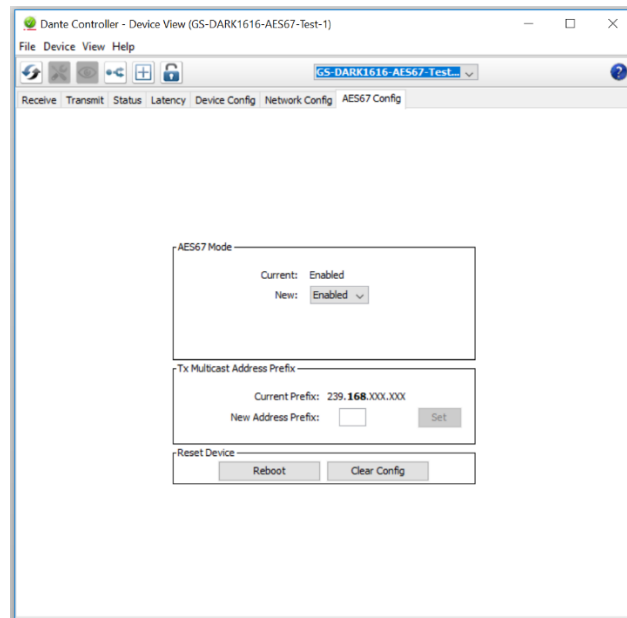 Dante Controller - Device View (GS-DARK1616-AES67-Test-1)
File Device View Help
GS-DARK1616-AES67-Test...
Receive Transmit Status Latency Device Config Network Config AES67 Config
AES67 Mode
Current: Enabled
New: Enabled
Tx Multicast Address Prefix
Current Prefix: 239.168.XXX.XXX
New Address Prefix: Set
Reset Device
Reboot Clear Config